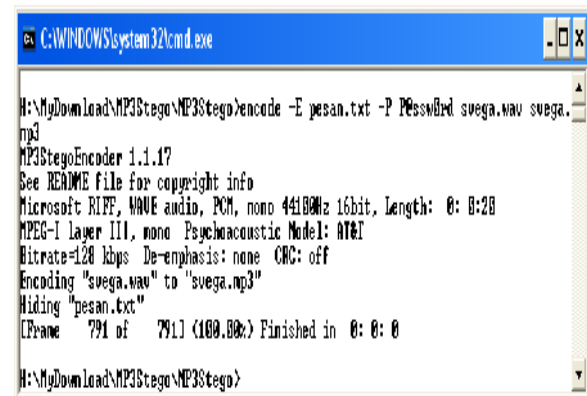 C:\WINDOWS\system32\cmd.exe
H:\MyDownload\MP3Stego\MP3Stego>encode -E pesan.txt -P P@ssw0rd svega.wav svega.
mp3
MP3StegoEncoder 1.1.17
See README file for copyright info
Microsoft RIFF, WAVE audio, PCM, mono 44100Hz 16bit, Length: 0: 0:20
MPEG-I layer III, mono Psychoacoustic Model: AT&T
Bitrate=128 kbps De-emphasis: none CRC: off
Encoding "svega.wav" to "svega.mp3"
Hiding "pesan.txt"
[Frame 791 of 791] (100.00%) Finished in 0: 0: 0
H:\MyDownload\MP3Stego\MP3Stego>